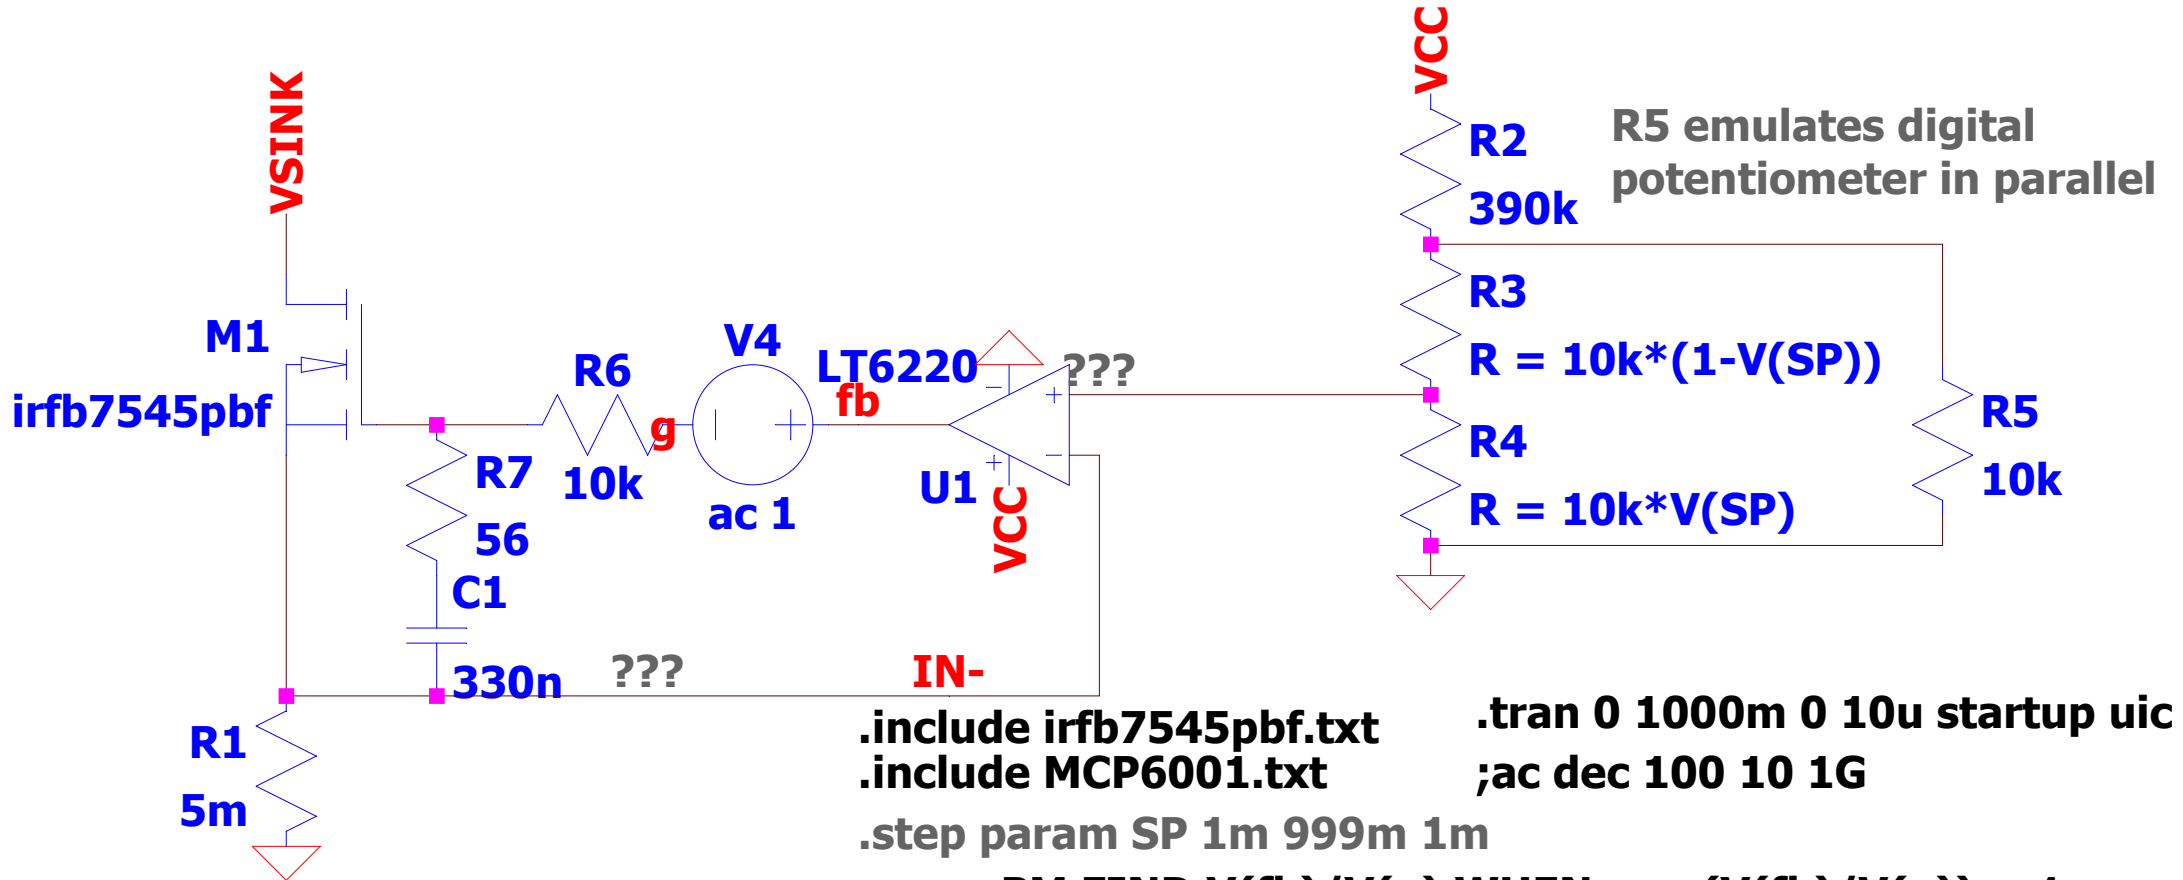 VCC
VSINK
R5 emulates digital
potentiometer in parallel
R2
390k
R3
R = 10k*(1-V(SP))
M1
irfb7545pbf
R6
10k
V4
ac 1
g
fb
LT6220
???
U1
VCC
R4
R = 10k*V(SP)
R5
10k
R7
56
C1
330n
???
IN-
R1
5m
.include irfb7545pbf.txt
.include MCP6001.txt
.tran 0 1000m 0 10u startup uic
;ac dec 100 10 1G
.step param SP 1m 999m 1m